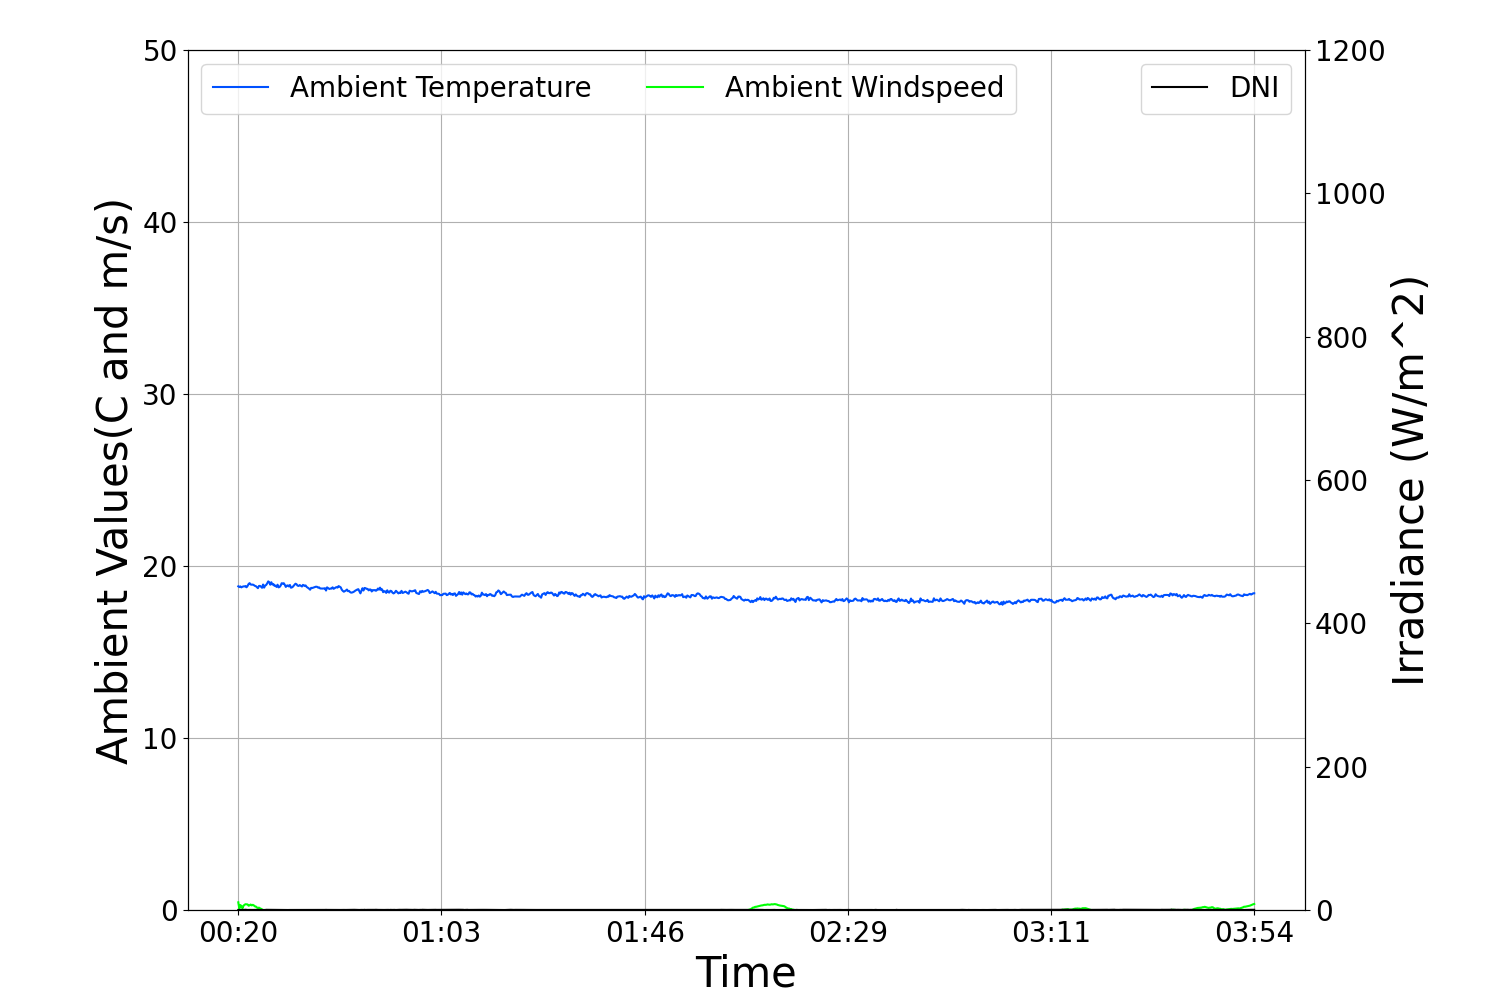 Ambient Temperature
Ambient Windspeed
DNI
Ambient Values(C and m/s)
50
40
30
20
10
0
1200
1000
800
600
400
200
0
Irradiance (W/m^2)
00:20 01:03 01:46 02:29 03:11 03:54
Time